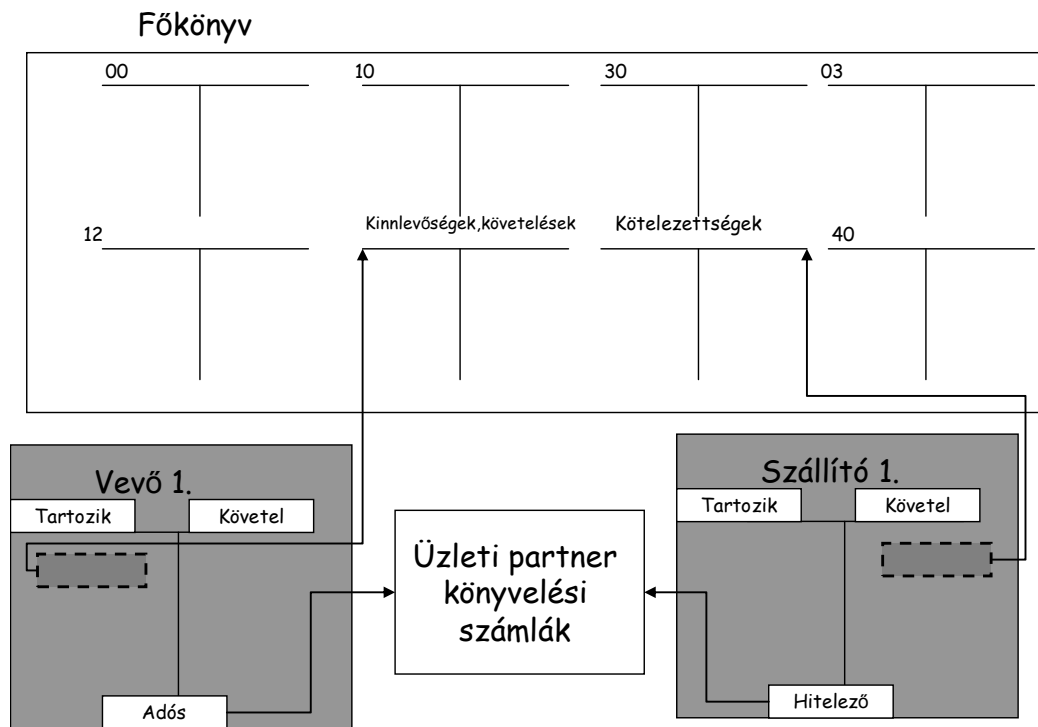 Főkönyv
00
10
30
03
12
Kinnlevőségek,követelések
Kötelezettségek
40
Vevő 1.
Tartozik
Követel
Szállító 1.
Tartozik
Követel
Üzleti partner
könyvelési
számlák
Adós
Hitelező